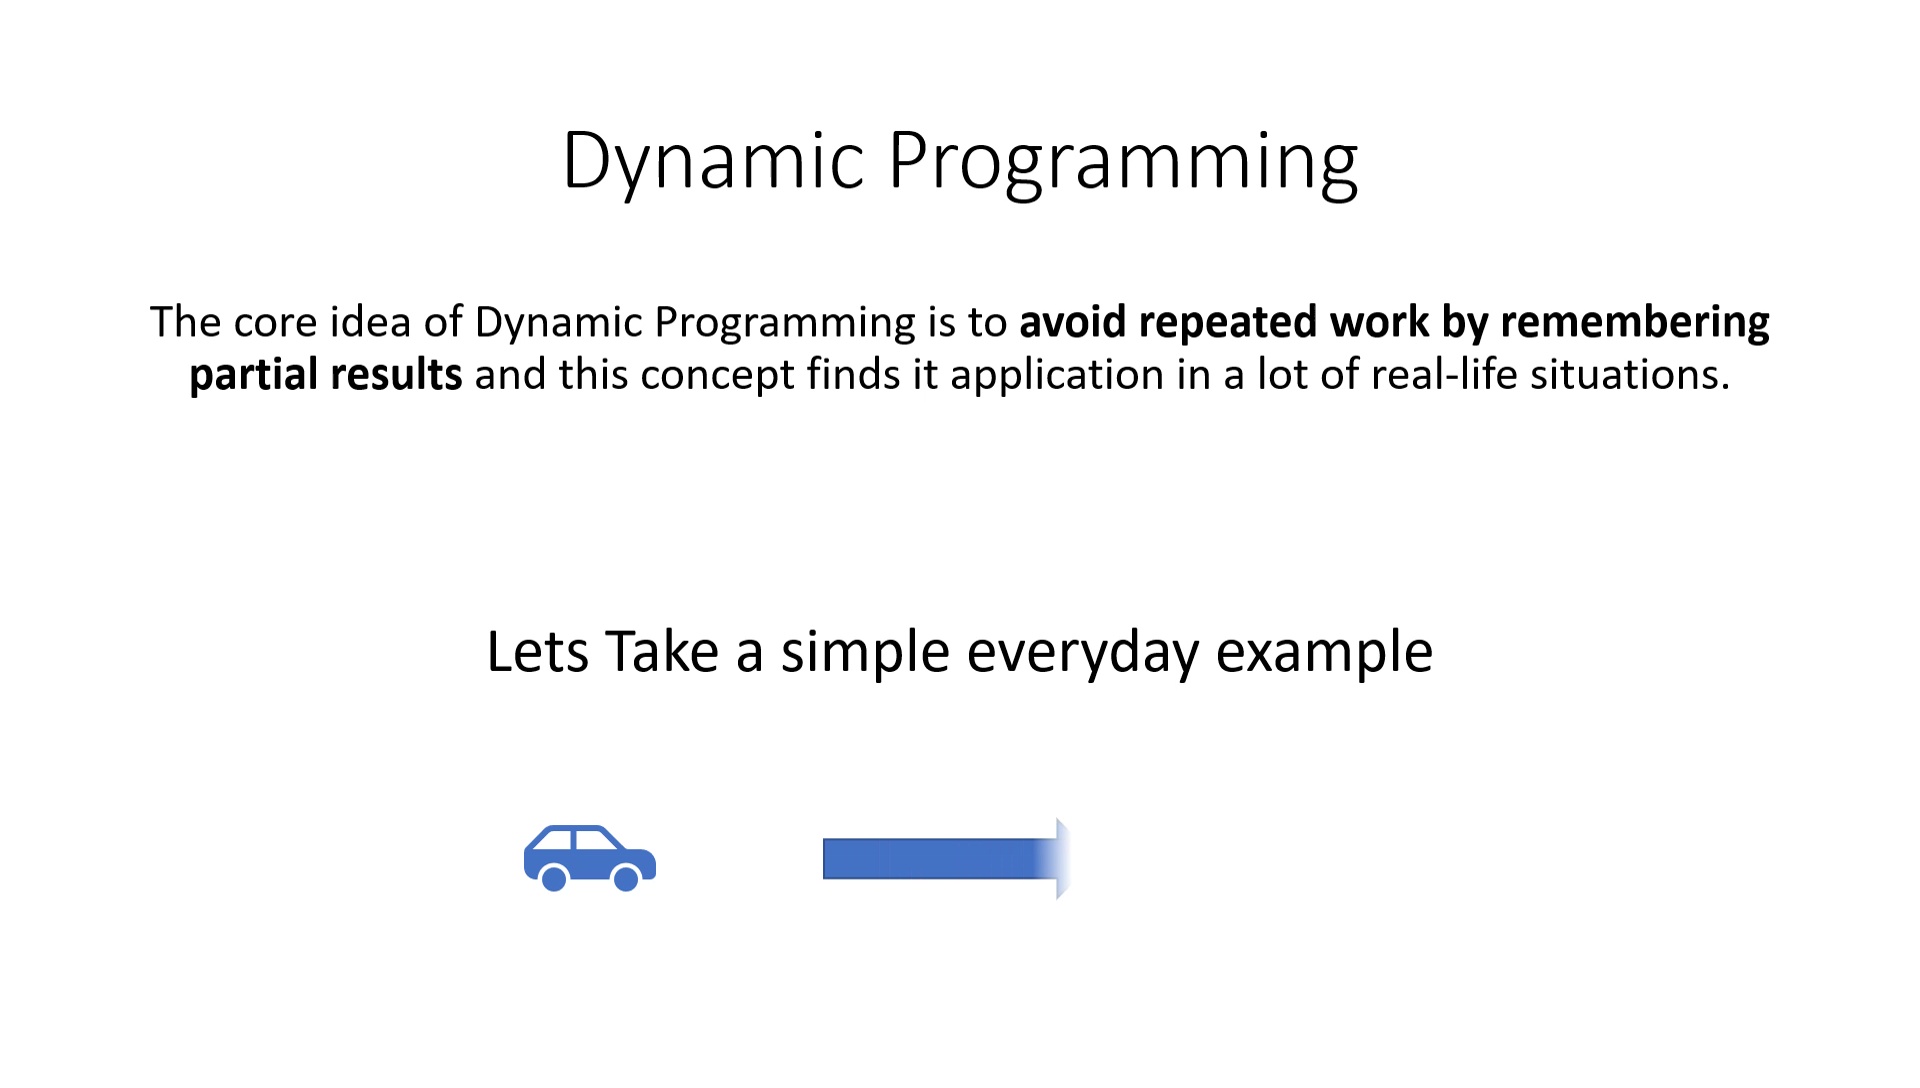 Dynamic Programming
The core idea of Dynamic Programming is to avoid repeated work by remembering
partial results and this concept finds it application in a lot of real-life situations.
Lets Take a simple everyday example